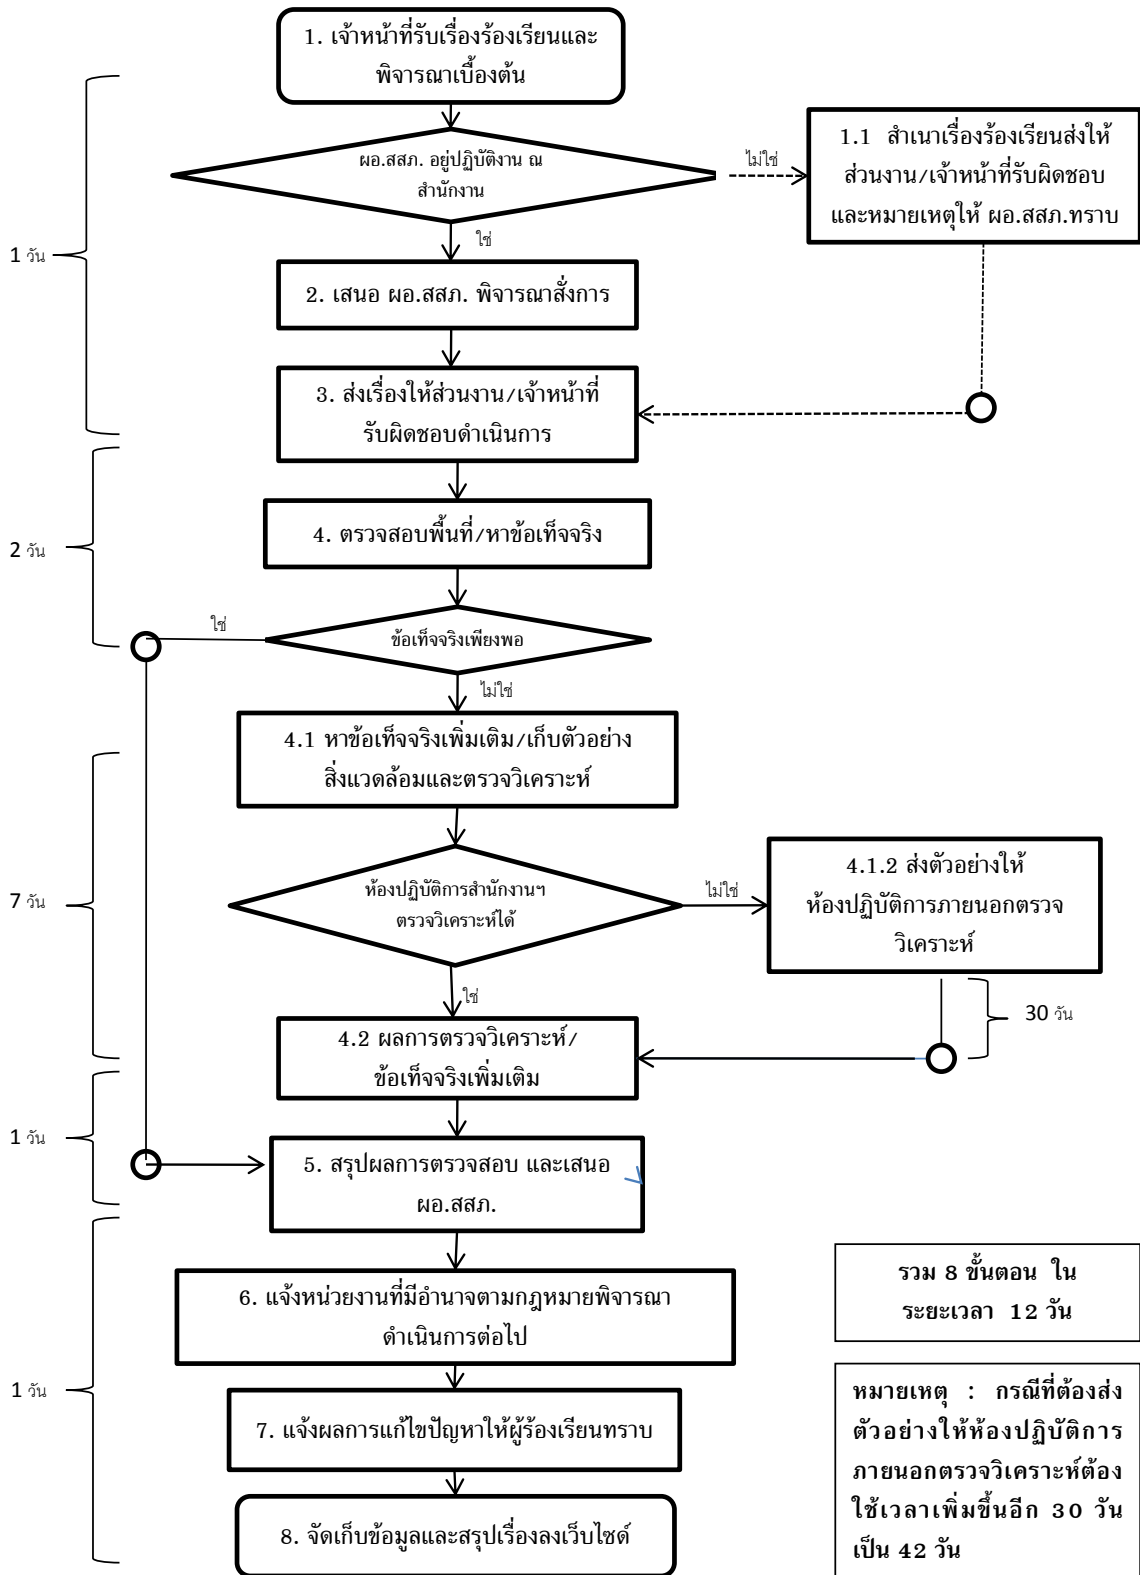 1. เจ้าหน้าที่รับเรื่องร้องเรียนและ
พิจารณาเบื้องต้น
ผอ.สสภ. อยู่ปฏิบัติงาน ณ
สำนักงาน
ไม่ใช่
1.1 สำเนาเรื่องร้องเรียนส่งให้
ส่วนงาน/เจ้าหน้าที่รับผิดชอบ
และหมายเหตุให้ ผอ.สสภ.ทราบ
ใช่
1 วัน
2. เสนอ ผอ.สสภ. พิจารณาสั่งการ
3. ส่งเรื่องให้ส่วนงาน/เจ้าหน้าที่
รับผิดชอบดำเนินการ
4. ตรวจสอบพื้นที่/หาข้อเท็จจริง
2 วัน
ใช่
ข้อเท็จจริงเพียงพอ
ไม่ใช่
4.1 หาข้อเท็จจริงเพิ่มเติม/เก็บตัวอย่าง
สิ่งแวดล้อมและตรวจวิเคราะห์
7 วัน
ห้องปฏิบัติการสำนักงานฯ
ตรวจวิเคราะห์ได้
ไม่ใช่
4.1.2 ส่งตัวอย่างให้
ห้องปฏิบัติการภายนอกตรวจ
วิเคราะห์
ใช่
30 วัน
4.2 ผลการตรวจวิเคราะห์/
ข้อเท็จจริงเพิ่มเติม
1 วัน
5. สรุปผลการตรวจสอบ และเสนอ
ผอ.สสภ.
6. แจ้งหน่วยงานที่มีอำนาจตามกฎหมายพิจารณา
ดำเนินการต่อไป
1 วัน
7. แจ้งผลการแก้ไขปัญหาให้ผู้ร้องเรียนทราบ
8. จัดเก็บข้อมูลและสรุปเรื่องลงเว็บไซด์
รวม 8 ขั้นตอน ใน
ระยะเวลา 12 วัน
หมายเหตุ : กรณีที่ต้องส่ง
ตัวอย่างให้ห้องปฏิบัติการ
ภายนอกตรวจวิเคราะห์ต้อง
ใช้เวลาเพิ่มขึ้นอีก 30 วัน
เป็น 42 วัน